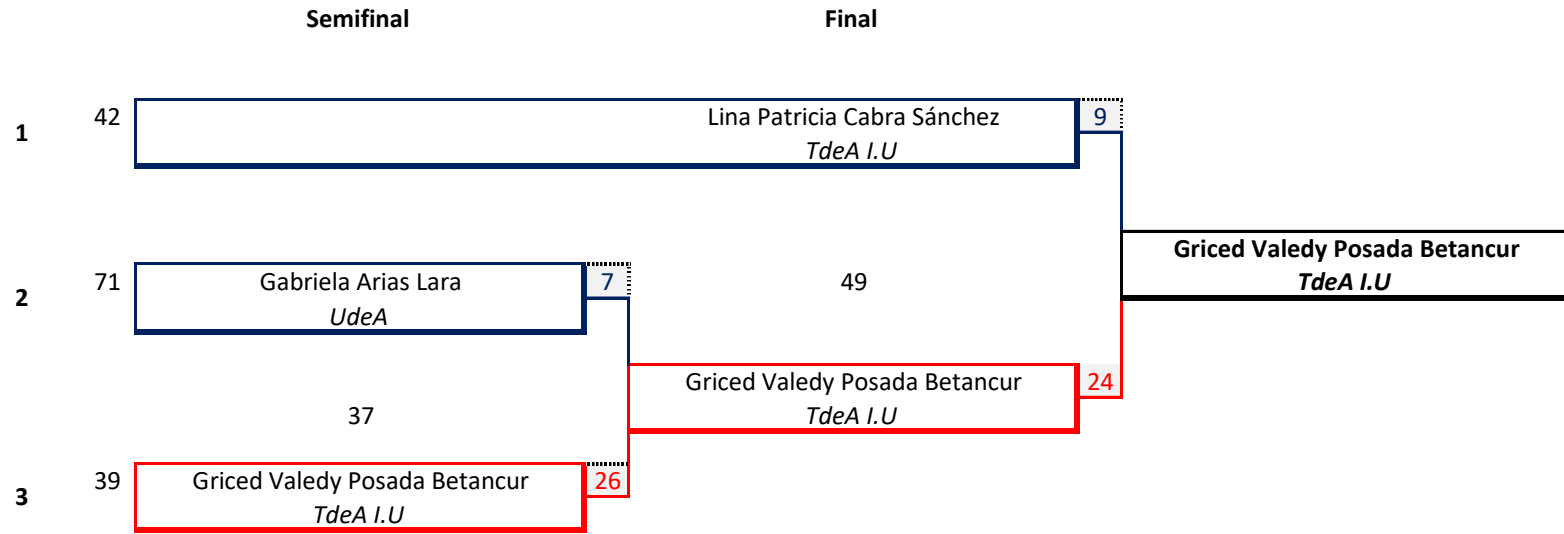 Semifinal Final
42 Lina Patricia Cabra Sánchez 9
1
TdeA I.U
Griced Valedy Posada Betancur
71 Gabriela Arias Lara 7 49 TdeA I.U
2
UdeA
Griced Valedy Posada Betancur 24
37 TdeA I.U
39 Griced Valedy Posada Betancur 26
3
TdeA I.U